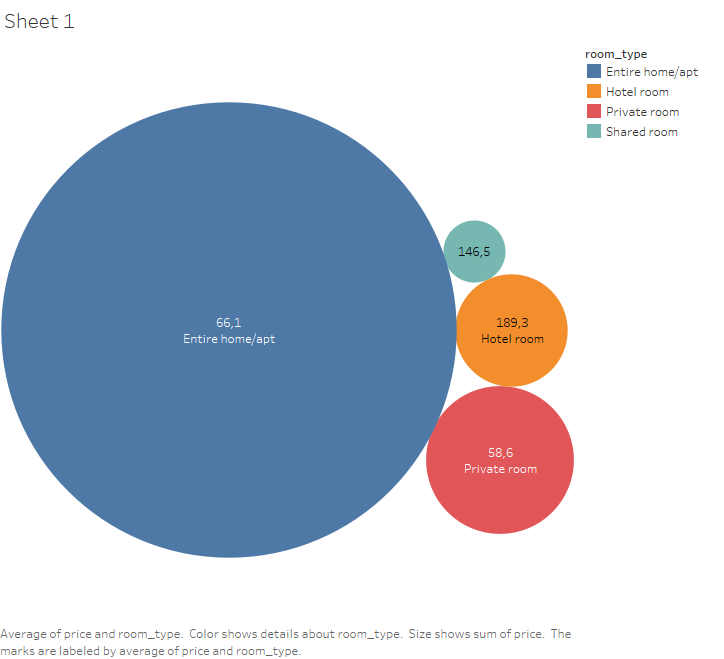 Sheet 1
room_type
Entire home/apt
Hotel room
Private room
Shared room
146,5
66,1
Entire home/apt
189,3
Hotel room
58,6
Private room
Average of price and room_type.  Color shows details about room_type.  Size shows sum of price.  The
marks are labeled by average of price and room_type.